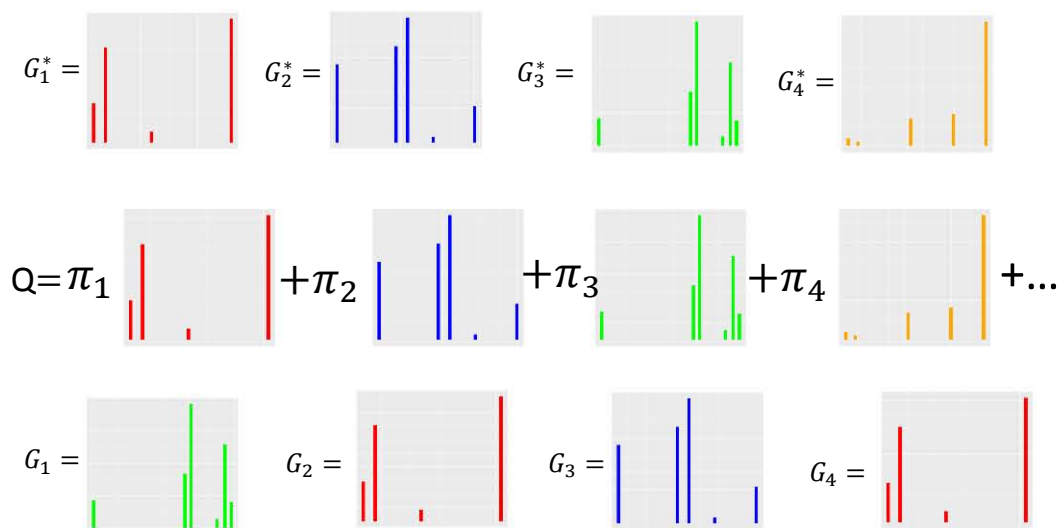 G₁* = G₂* = G₃* = G₄* =
Q=π₁ +π₂ +π₃ +π₄ +...
G₁ = G₂ = G₃ = G₄ =